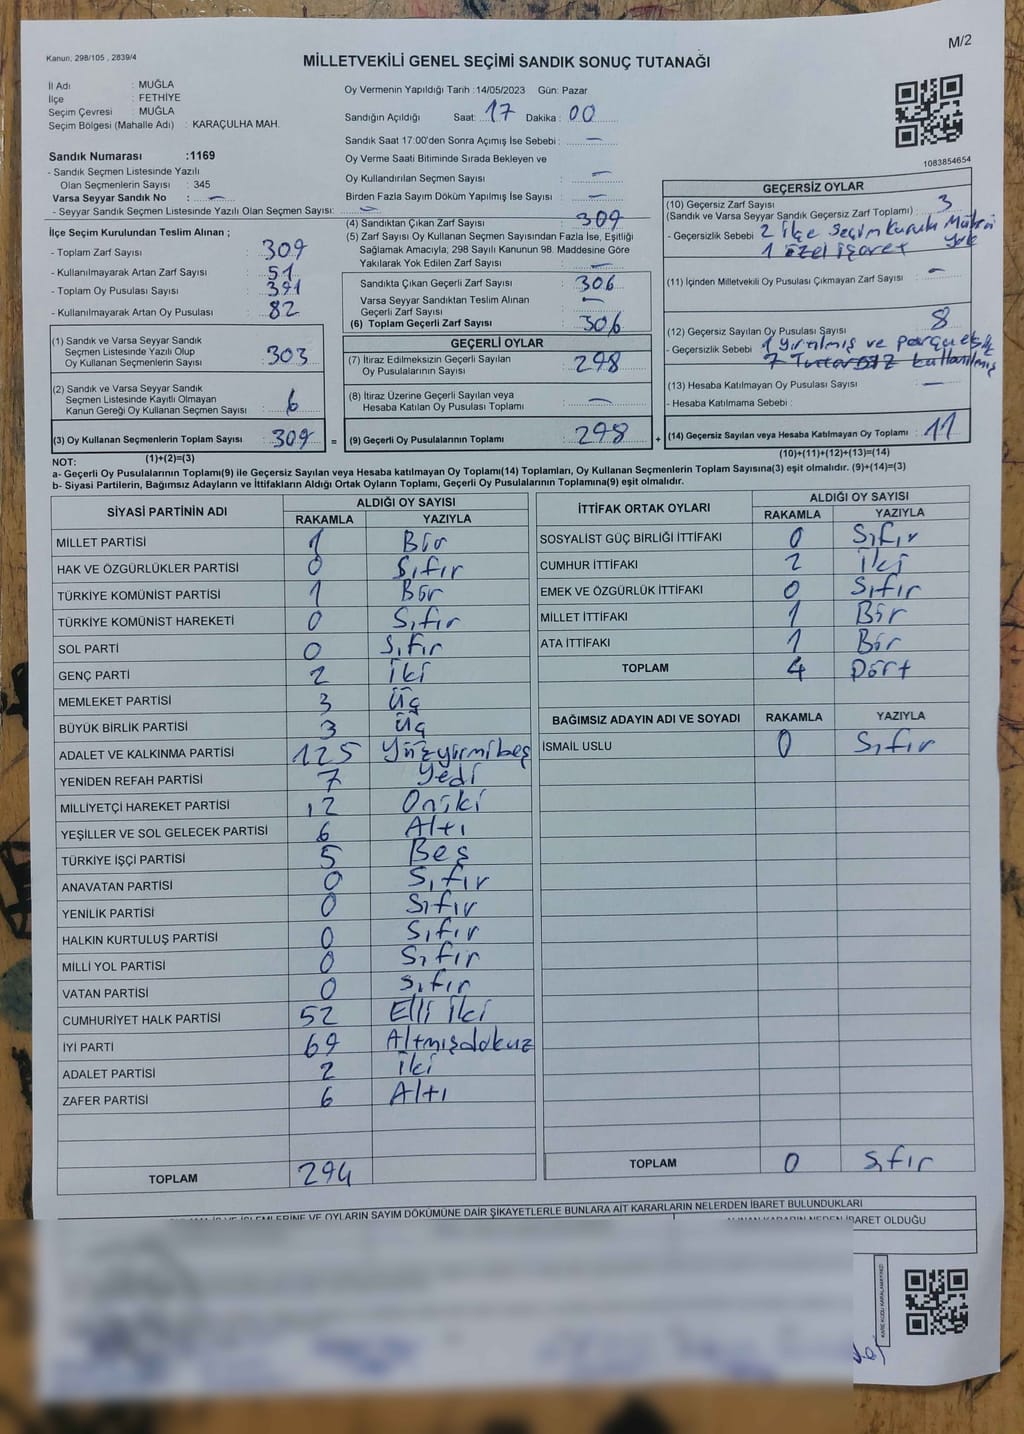 M/2
Kanun, 298/105 , 2839/4
MİLLETVEKİLİ GENEL SEÇİMİ SANDIK SONUÇ TUTANAĞI
İl Adı : MUĞLA
İlçe : FETHİYE
Seçim Çevresi : MUĞLA
Seçim Bölgesi (Mahalle Adı) : KARAÇULHA MAH.
Sandık Numarası :1169
- Sandık Seçmen Listesinde Yazılı
Olan Seçmenlerin Sayısı : 345
Varsa Seyyar Sandık No : —
- Seyyar Sandık Seçmen Listesinde Yazılı Olan Seçmen Sayısı: —
İlçe Seçim Kurulundan Teslim Alınan ;
- Toplam Zarf Sayısı : 309
- Kullanılmayarak Artan Zarf Sayısı : 51
- Toplam Oy Pusulası Sayısı : 391
- Kullanılmayarak Artan Oy Pusulası : 82
(1) Sandık ve Varsa Seyyar Sandık
Seçmen Listesinde Yazılı Olup
Oy Kullanan Seçmenlerin Sayısı : 303
(2) Sandık ve Varsa Seyyar Sandık
Seçmen Listesinde Kayıtlı Olmayan
Kanun Gereği Oy Kullanan Seçmen Sayısı : 6
(3) Oy Kullanan Seçmenlerin Toplam Sayısı : 309 =
(1)+(2)=(3)
Oy Vermenin Yapıldığı Tarih :14/05/2023 Gün: Pazar
Sandığın Açıldığı Saat: 17 Dakika : 00
Sandık Saat 17:00'den Sonra Açımış İse Sebebi : —
Oy Verme Saati Bitiminde Sırada Bekleyen ve
Oy Kullandırılan Seçmen Sayısı : —
Birden Fazla Sayım Döküm Yapılmış İse Sayısı : —
(4) Sandıktan Çıkan Zarf Sayısı : 309
(5) Zarf Sayısı Oy Kullanan Seçmen Sayısından Fazla İse, Eşitliği
Sağlamak Amacıyla, 298 Sayılı Kanunun 98. Maddesine Göre
Yakılarak Yok Edilen Zarf Sayısı : —
Sandıkta Çıkan Geçerli Zarf Sayısı : 306
Varsa Seyyar Sandıktan Teslim Alınan
Geçerli Zarf Sayısı : —
(6) Toplam Geçerli Zarf Sayısı : 306
GEÇERLİ OYLAR
(7) İtiraz Edilmeksizin Geçerli Sayılan
Oy Pusulalarının Sayısı : 298
(8) İtiraz Üzerine Geçerli Sayılan veya
Hesaba Katılan Oy Pusulası Toplamı : —
(9) Geçerli Oy Pusulalarının Toplamı : 298 +
1083854654
GEÇERSİZ OYLAR
(10) Geçersiz Zarf Sayısı
(Sandık ve Varsa Seyyar Sandık Geçersiz Zarf Toplamı) : 3
- Geçersizlik Sebebi : 2 İlçe Seçim kurulu Mührü yok
1 özel işaret
(11) İçinden Milletvekili Oy Pusulası Çıkmayan Zarf Sayısı : —
(12) Geçersiz Sayılan Oy Pusulası Sayısı : 8
- Geçersizlik Sebebi : 1 yırtılmış ve parça
7 kullanılmış
(13) Hesaba Katılmayan Oy Pusulası Sayısı : —
- Hesaba Katılmama Sebebi :
(14) Geçersiz Sayılan veya Hesaba Katılmayan Oy Toplamı : 11
(10)+(11)+(12)+(13)=(14)
NOT:
a- Geçerli Oy Pusulalarının Toplamı(9) ile Geçersiz Sayılan veya Hesaba katılmayan Oy Toplamı(14) Toplamları, Oy Kullanan Seçmenlerin Toplam Sayısına(3) eşit olmalıdır. (9)+(14)=(3)
b- Siyasi Partilerin, Bağımsız Adayların ve İttifakların Aldığı Ortak Oyların Toplamı, Geçerli Oy Pusulalarının Toplamına(9) eşit olmalıdır.
SİYASİ PARTİNİN ADI ALDIĞI OY SAYISI
RAKAMLA YAZIYLA
MİLLET PARTİSİ 1 Bir
HAK VE ÖZGÜRLÜKLER PARTİSİ 0 Sıfır
TÜRKİYE KOMÜNİST PARTİSİ 1 Bir
TÜRKİYE KOMÜNİST HAREKETİ 0 Sıfır
SOL PARTİ 0 Sıfır
GENÇ PARTİ 2 İki
MEMLEKET PARTİSİ 3 Üç
BÜYÜK BİRLİK PARTİSİ 3 Üç
ADALET VE KALKINMA PARTİSİ 125 Yüzyirmibeş
YENİDEN REFAH PARTİSİ 7 Yedi
MİLLİYETÇİ HAREKET PARTİSİ 12 Oniki
YEŞİLLER VE SOL GELECEK PARTİSİ 6 Altı
TÜRKİYE İŞÇİ PARTİSİ 5 Beş
ANAVATAN PARTİSİ 0 Sıfır
YENİLİK PARTİSİ 0 Sıfır
HALKIN KURTULUŞ PARTİSİ 0 Sıfır
MİLLİ YOL PARTİSİ 0 Sıfır
VATAN PARTİSİ 0 Sıfır
CUMHURİYET HALK PARTİSİ 52 Elli İki
İYİ PARTİ 69 Altmışdokuz
ADALET PARTİSİ 2 İki
ZAFER PARTİSİ 6 Altı
TOPLAM 294
İTTİFAK ORTAK OYLARI ALDIĞI OY SAYISI
RAKAMLA YAZIYLA
SOSYALİST GÜÇ BİRLİĞİ İTTİFAKI 0 Sıfır
CUMHUR İTTİFAKI 2 İki
EMEK VE ÖZGÜRLÜK İTTİFAKI 0 Sıfır
MİLLET İTTİFAKI 1 Bir
ATA İTTİFAKI 1 Bir
TOPLAM 4 Dört
BAĞIMSIZ ADAYIN ADI VE SOYADI RAKAMLA YAZIYLA
İSMAİL USLU 0 Sıfır
TOPLAM 0 Sıfır
İŞLEMLERİNE VE OYLARIN SAYIM DÖKÜMÜNE DAİR ŞİKAYETLERLE BUNLARA AİT KARARLARIN NELERDEN İBARET BULUNDUKLARI
İBARET OLDUĞU